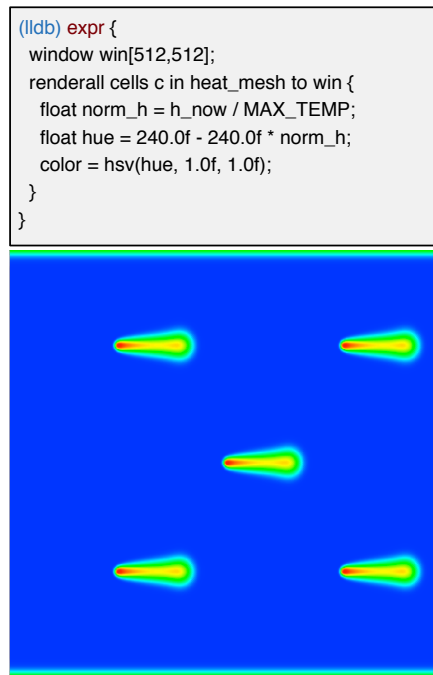 (lldb) expr {
window win[512,512];
renderall cells c in heat_mesh to win {
float norm_h = h_now / MAX_TEMP;
float hue = 240.0f - 240.0f * norm_h;
color = hsv(hue, 1.0f, 1.0f);
}
}